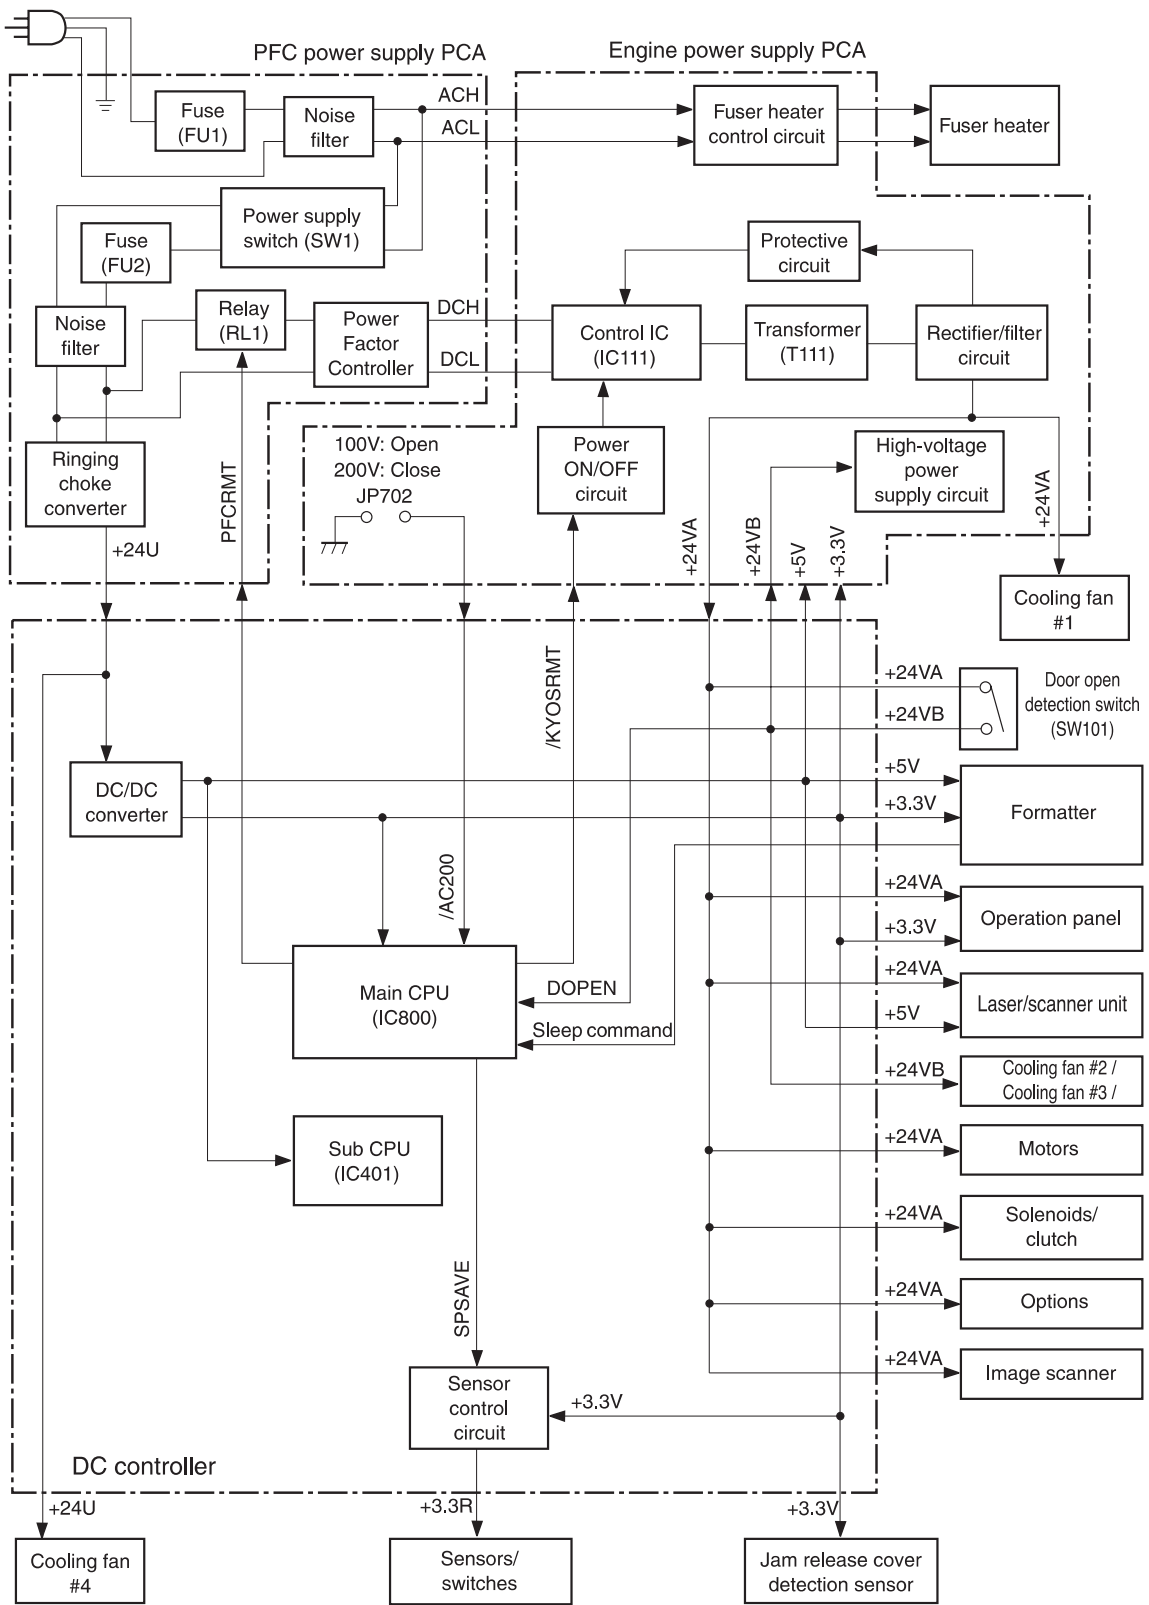 PFC power supply PCA
Engine power supply PCA
ACH
ACL
Fuse
(FU1)
Noise
filter
Fuser heater
control circuit
Fuser heater
Power supply
switch (SW1)
Fuse
(FU2)
Protective
circuit
Noise
filter
Relay
(RL1)
Power
Factor
Controller
DCH
DCL
Control IC
(IC111)
Transformer
(T111)
Rectifier/filter
circuit
Ringing
choke
converter
PFCRMT
100V: Open
200V: Close
JP702
Power
ON/OFF
circuit
High-voltage
power
supply circuit
+24VA
+24VB
+5V
+3.3V
+24VA
+24U
Cooling fan
#1
/KYOSRMT
+24VA
+24VB
Door open
detection switch
(SW101)
DC/DC
converter
+5V
+3.3V
Formatter
/AC200
+24VA
+3.3V
Operation panel
Main CPU
(IC800)
DOPEN
Sleep command
+24VA
+5V
Laser/scanner unit
+24VB
Cooling fan #2 /
Cooling fan #3 /
Sub CPU
(IC401)
+24VA
Motors
+24VA
Solenoids/
clutch
SPSAVE
+24VA
Options
+24VA
Image scanner
Sensor
control
circuit
+3.3V
DC controller
+24U
+3.3R
+3.3V
Cooling fan
#4
Sensors/
switches
Jam release cover
detection sensor